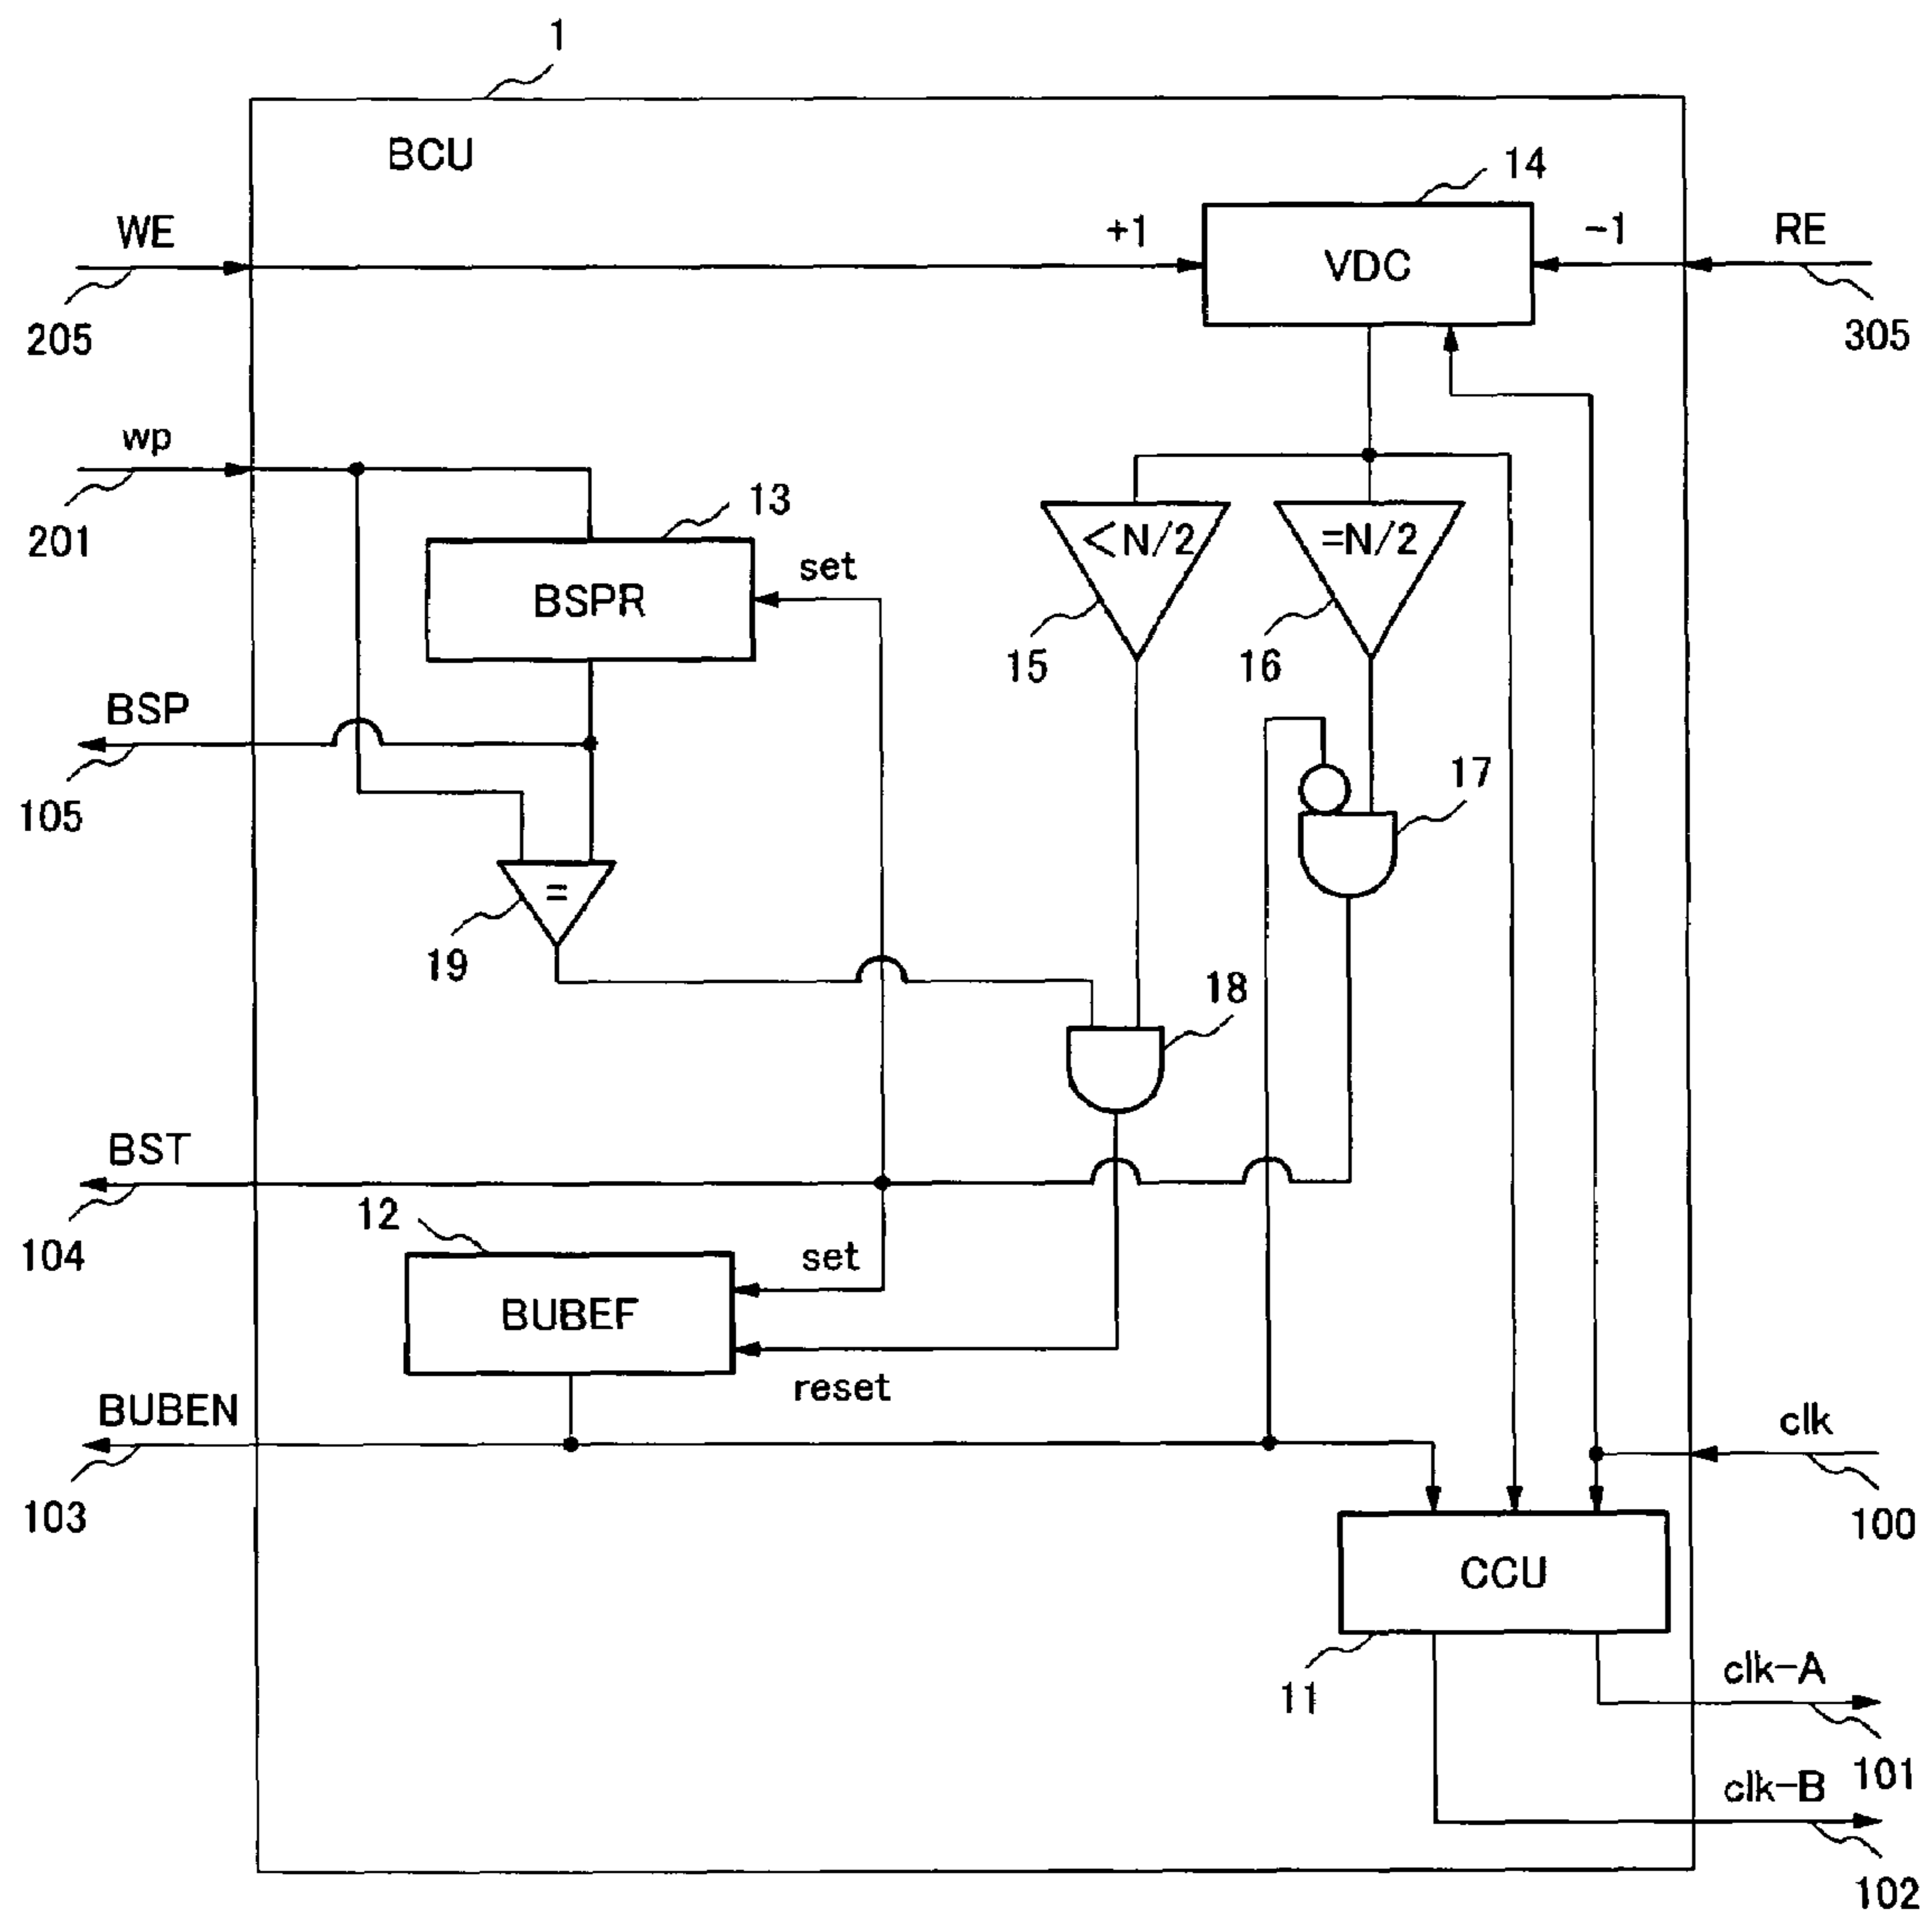 1
BCU
14
WE
+1
VDC
-1
RE
205
305
wp
201
13
<N/2
=N/2
set
BSPR
15
16
BSP
105
17
=
19
18
BST
104
12
set
BUBEF
reset
BUBEN
clk
103
100
CCU
11
clk-A
101
clk-B
102